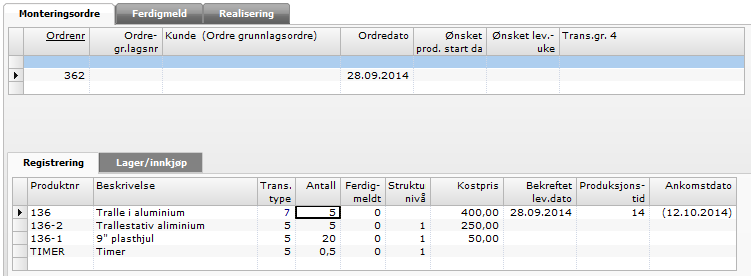 Monteringsordre Ferdigmeld Realisering
Ordrenr Ordre- Kunde (Ordre grunnlagsordre) Ordredato Ønsket Ønsket lev.- Trans.gr. 4
gr.lagsnr prod. start da uke
362 28.09.2014
Registrering Lager/innkjøp
Produktnr Beskrivelse Trans. Antall Ferdig- Struktu Kostpris Bekreftet Produksjons- Ankomstdato
type meldt nivå lev.dato tid
136 Tralle i aluminium 7 5 0 400,00 28.09.2014 14 (12.10.2014)
136-2 Trallestativ aliminium 5 5 0 1 250,00
136-1 9" plasthjul 5 20 0 1 50,00
TIMER Timer 5 0,5 0 1